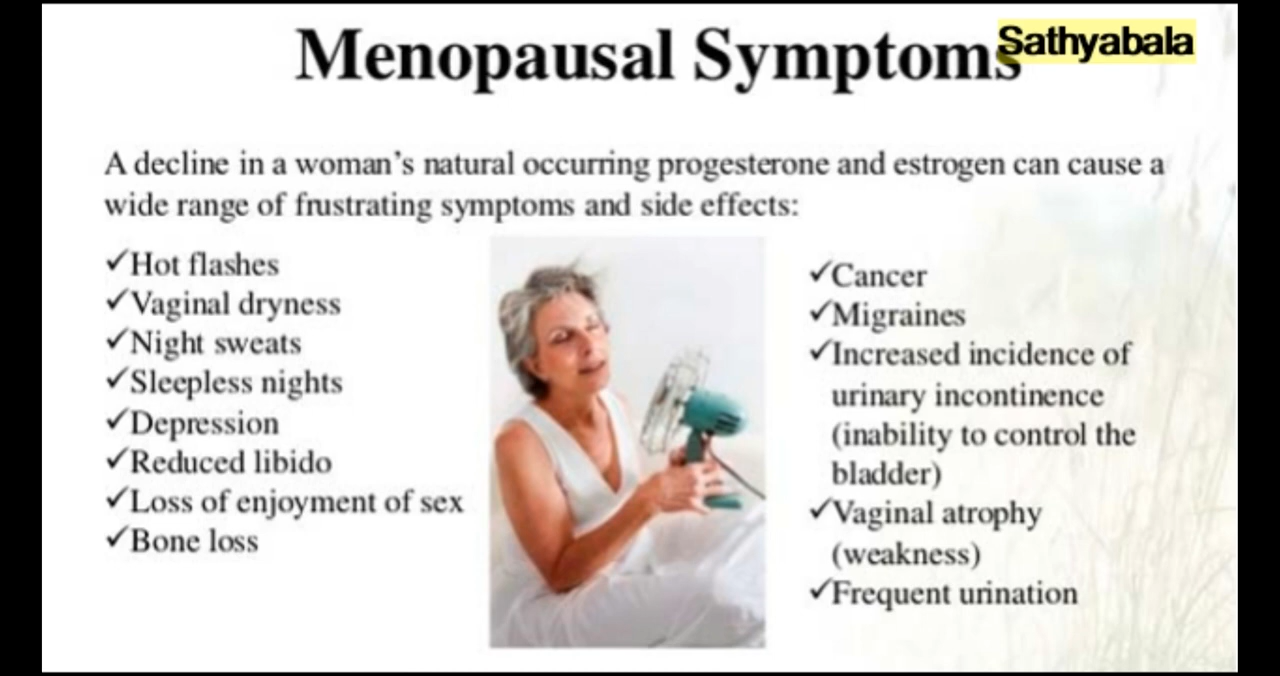 Menopausal Symptoms
Sathyabala
A decline in a woman's natural occurring progesterone and estrogen can cause a
wide range of frustrating symptoms and side effects:
✓Hot flashes
✓Vaginal dryness
✓Night sweats
✓Sleepless nights
✓Depression
✓Reduced libido
✓Loss of enjoyment of sex
✓Bone loss
✓Cancer
✓Migraines
✓Increased incidence of
urinary incontinence
(inability to control the
bladder)
✓Vaginal atrophy
(weakness)
✓Frequent urination